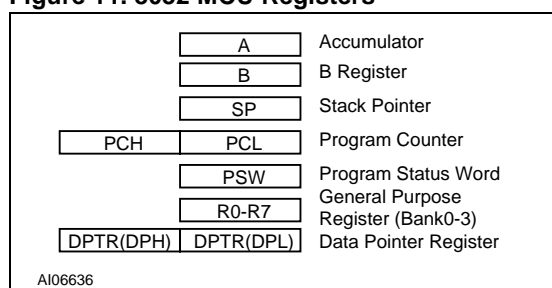 Figure 11. 8032 MCU Registers
A Accumulator
B B Register
SP Stack Pointer
PCH PCL Program Counter
PSW Program Status Word
R0-R7 General Purpose
Register (Bank0-3)
DPTR(DPH) DPTR(DPL) Data Pointer Register
AI06636